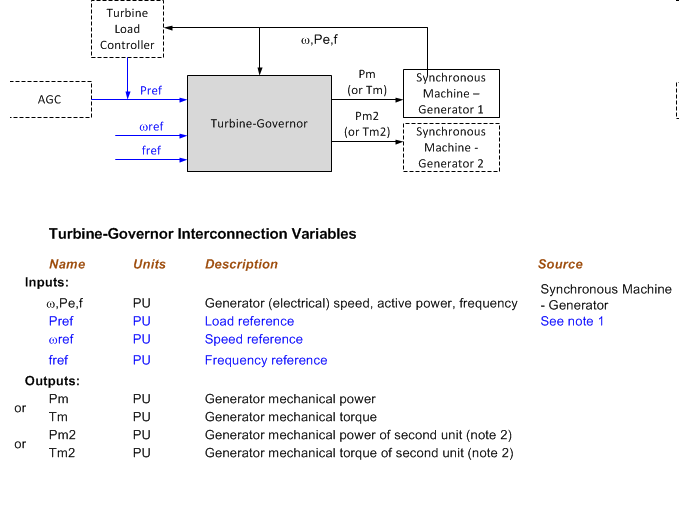 Turbine
Load
Controller
ω,Pe,f
AGC
Pref
ωref
fref
Turbine-Governor
Pm
(or Tm)
Pm2
(or Tm2)
Synchronous
Machine –
Generator 1
Synchronous
Machine -
Generator 2
Turbine-Governor Interconnection Variables
Name Units Description Source
Inputs:
ω,Pe,f PU Generator (electrical) speed, active power, frequency Synchronous Machine
- Generator
Pref PU Load reference See note 1
ωref PU Speed reference
fref PU Frequency reference
Outputs:
Pm PU Generator mechanical power
or
Tm PU Generator mechanical torque
Pm2 PU Generator mechanical power of second unit (note 2)
or
Tm2 PU Generator mechanical torque of second unit (note 2)